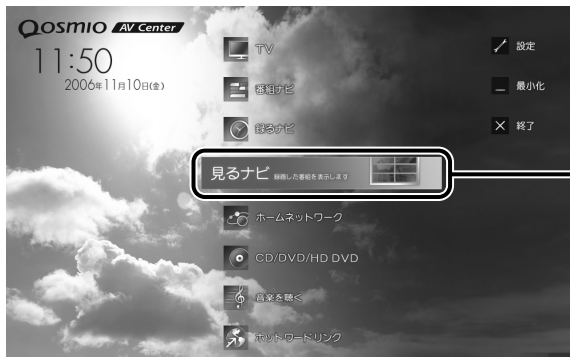 Qosmio AV Center
11:50
2006年11月10日(金)
TV
番組ナビ
録るナビ
見るナビ 録画した番組を表示します
ホームネットワーク
CD/DVD/HD DVD
音楽を聴く
ホットワードリンク
設定
最小化
終了